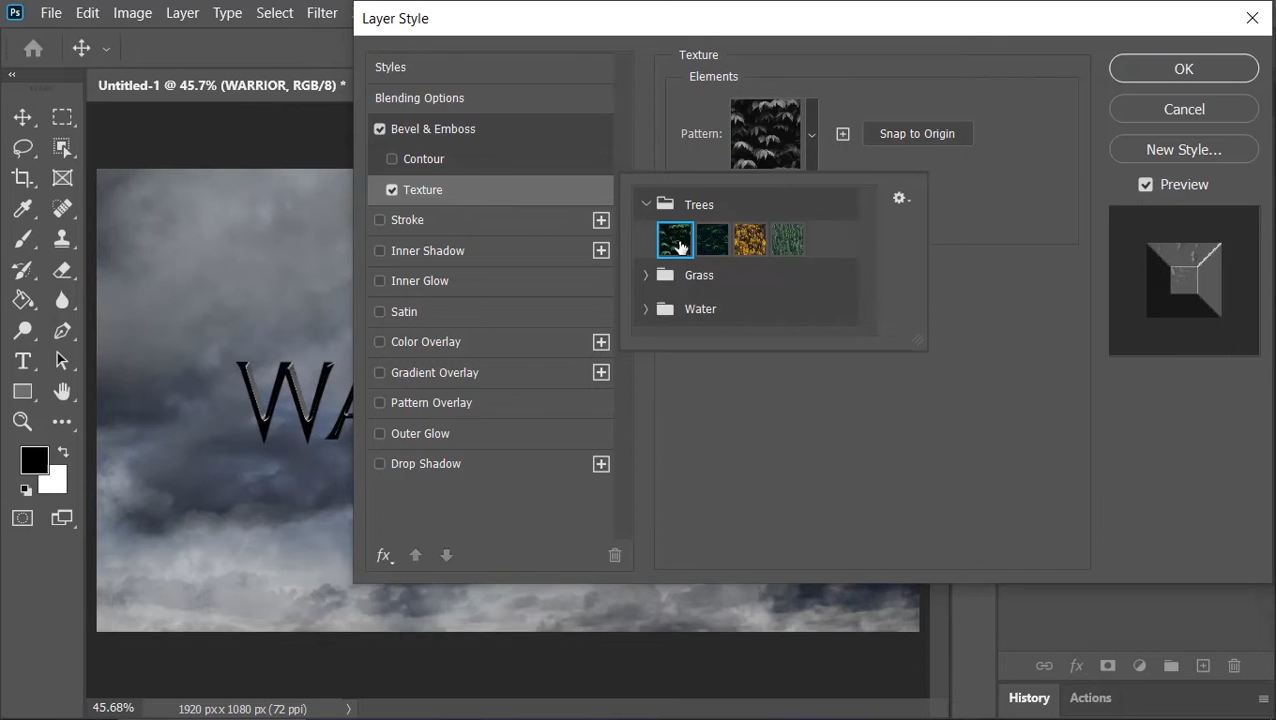 Ps File Edit Image Layer Type Select Filter
Layer Style
Untitled-1 @ 45.7% (WARRIOR, RGB/8) *
Styles
Blending Options
Bevel & Emboss
Contour
Texture
Stroke
Inner Shadow
Inner Glow
Satin
Color Overlay
Gradient Overlay
Pattern Overlay
Outer Glow
Drop Shadow
fx
Texture
Elements
Pattern:
Snap to Origin
Trees
Grass
Water
OK
Cancel
New Style...
Preview
WA
45.68% 1920 px x 1080 px (72 ppi)
fx
History Actions